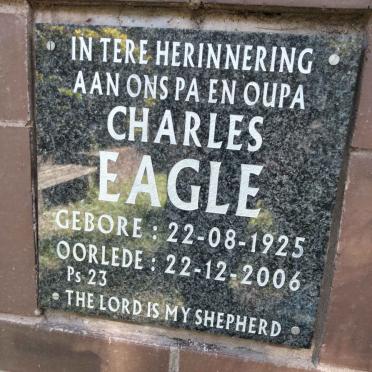 IN TERE HERINNERING
AAN ONS PA EN OUPA
CHARLES
EAGLE
GEBORE : 22-08-1925
OORLEDE : 22-12-2006
Ps 23
THE LORD IS MY SHEPHERD